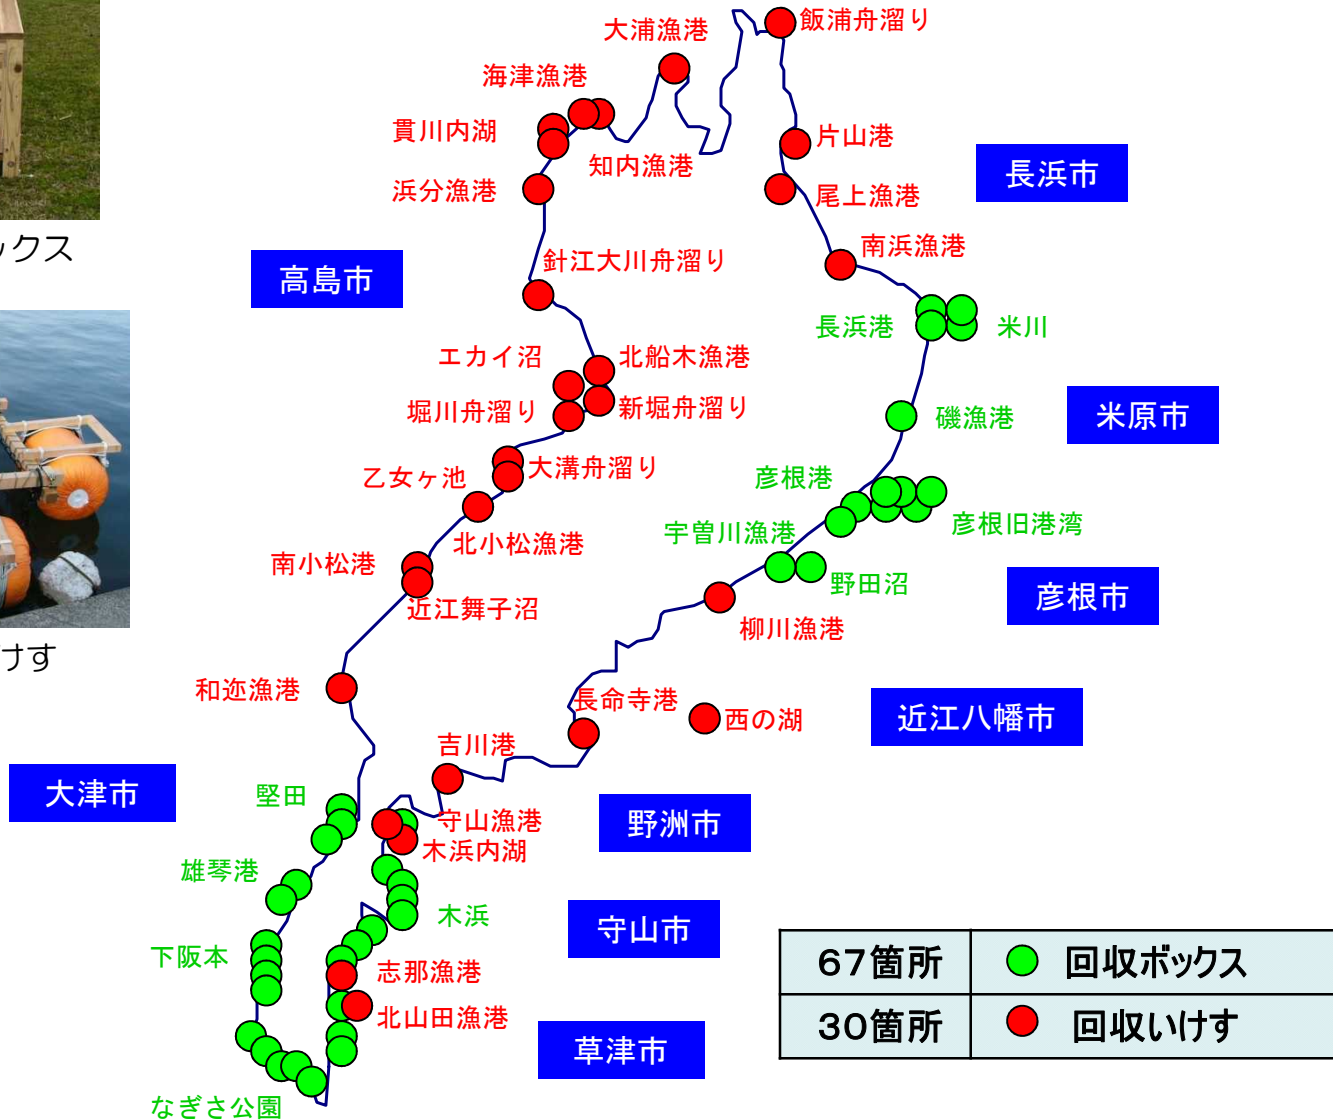 大浦漁港
飯浦舟溜り
海津漁港
貫川内湖
知内漁港
片山港
長浜市
浜分漁港
尾上漁港
ックス
南浜漁港
高島市
針江大川舟溜り
長浜港
米川
エカイ沼
北船木漁港
堀川舟溜り
新堀舟溜り
磯漁港
米原市
乙女ヶ池
大溝舟溜り
彦根港
彦根旧港湾
宇曽川漁港
北小松漁港
南小松港
野田沼
彦根市
近江舞子沼
柳川漁港
けす
和迩漁港
長命寺港
西の湖
近江八幡市
吉川港
大津市
堅田
守山漁港
野洲市
木浜内湖
雄琴港
木浜
守山市
下阪本
志那漁港
67箇所 回収ボックス
北山田漁港
30箇所 回収いけす
草津市
なぎさ公園